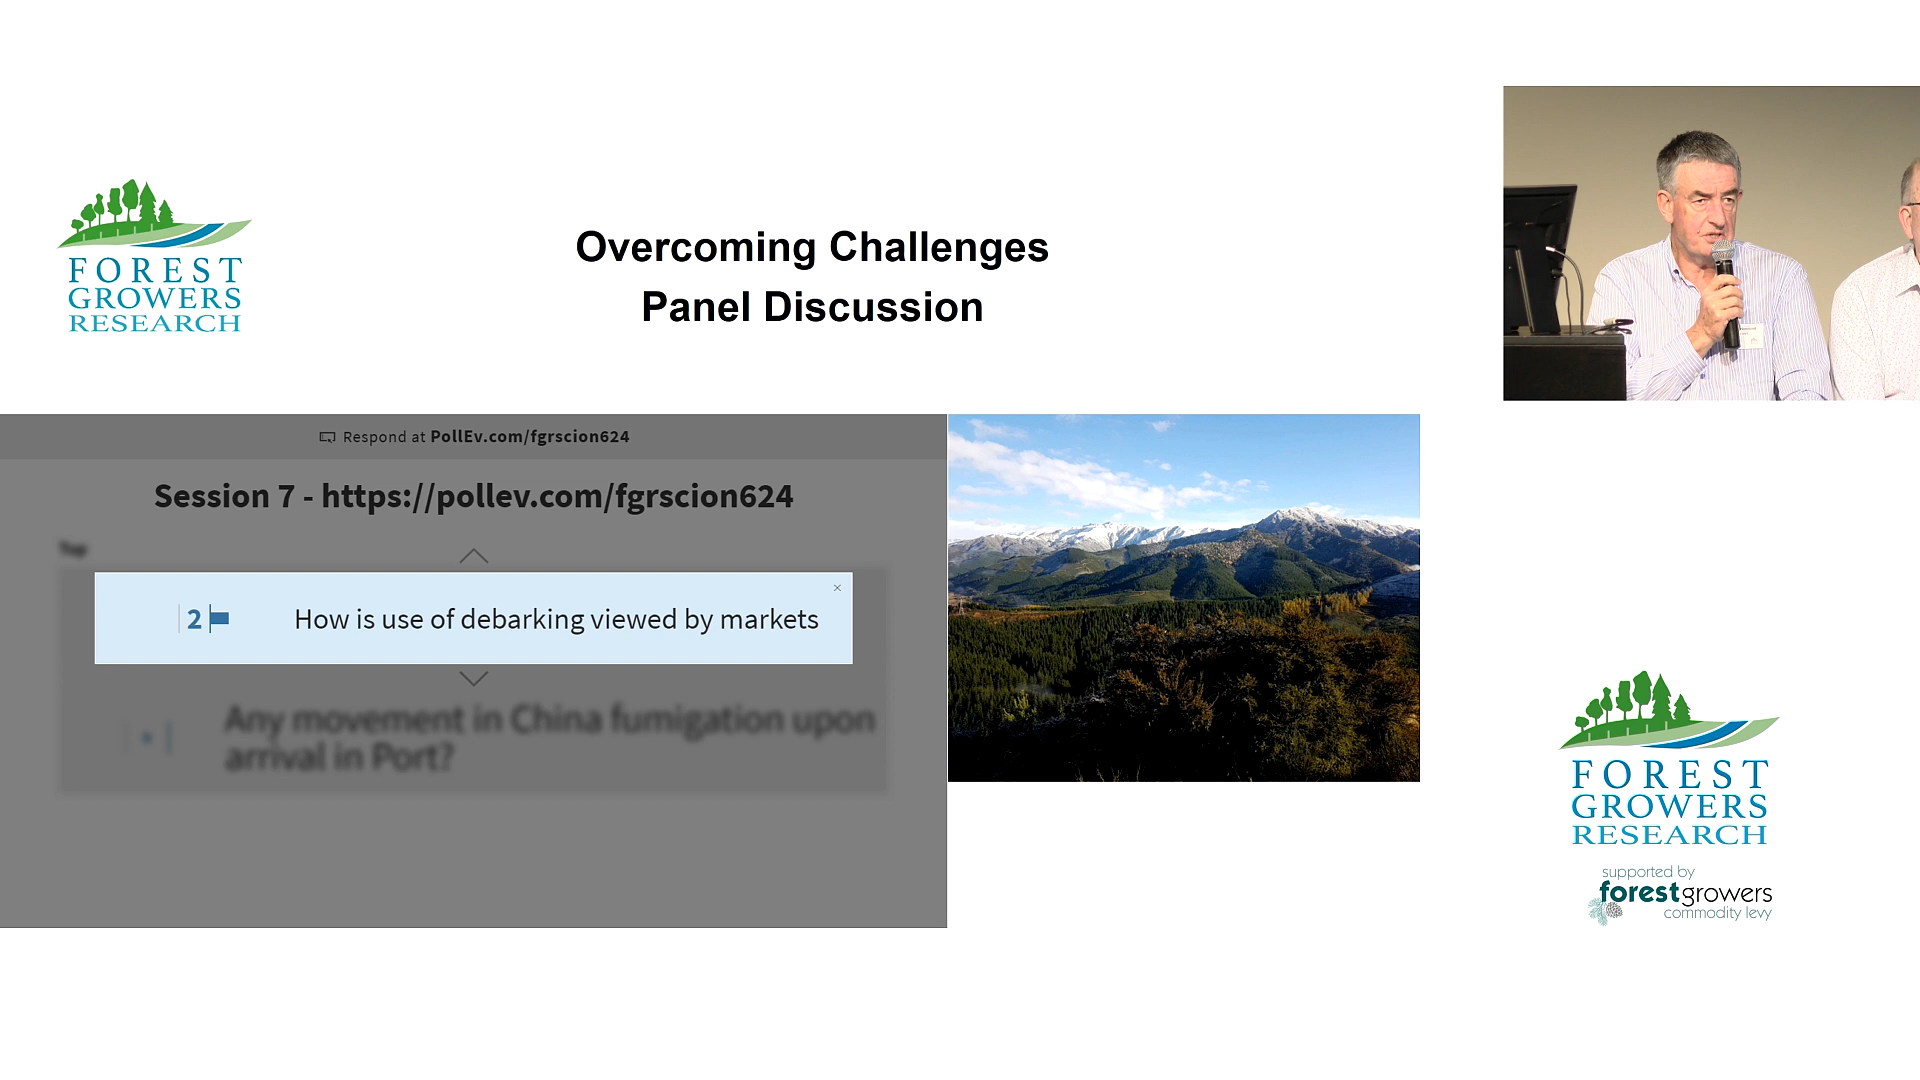 FOREST
GROWERS
RESEARCH
Overcoming Challenges
Panel Discussion
Respond at PollEv.com/fgrscion624
Session 7 - https://pollev.com/fgrscion624
Top
2
How is use of debarking viewed by markets
Any movement in China fumigation upon
arrival in Port?
FOREST
GROWERS
RESEARCH
supported by
forestgrowers
commodity levy